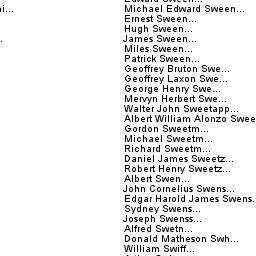 Michael Edward Sween...
Ernest Sween...
Hugh Sween...
James Sween...
Miles Sween...
Patrick Sween...
Geoffrey Bruton Swe...
Geoffrey Laxon Swe...
George Henry Swe...
Mervyn Herbert Swe...
Walter John Sweetapp...
Albert William Alonzo Swee
Gordon Sweetm...
Michael Sweetm...
Richard Sweetm...
Daniel James Sweetz...
Robert Henry Sweetz...
Albert Swen...
John Cornelius Swens...
Edgar Harold James Swens.
Sydney Swens...
Joseph Swenss...
Alfred Swetn...
Donald Matheson Swh...
William Swiff...